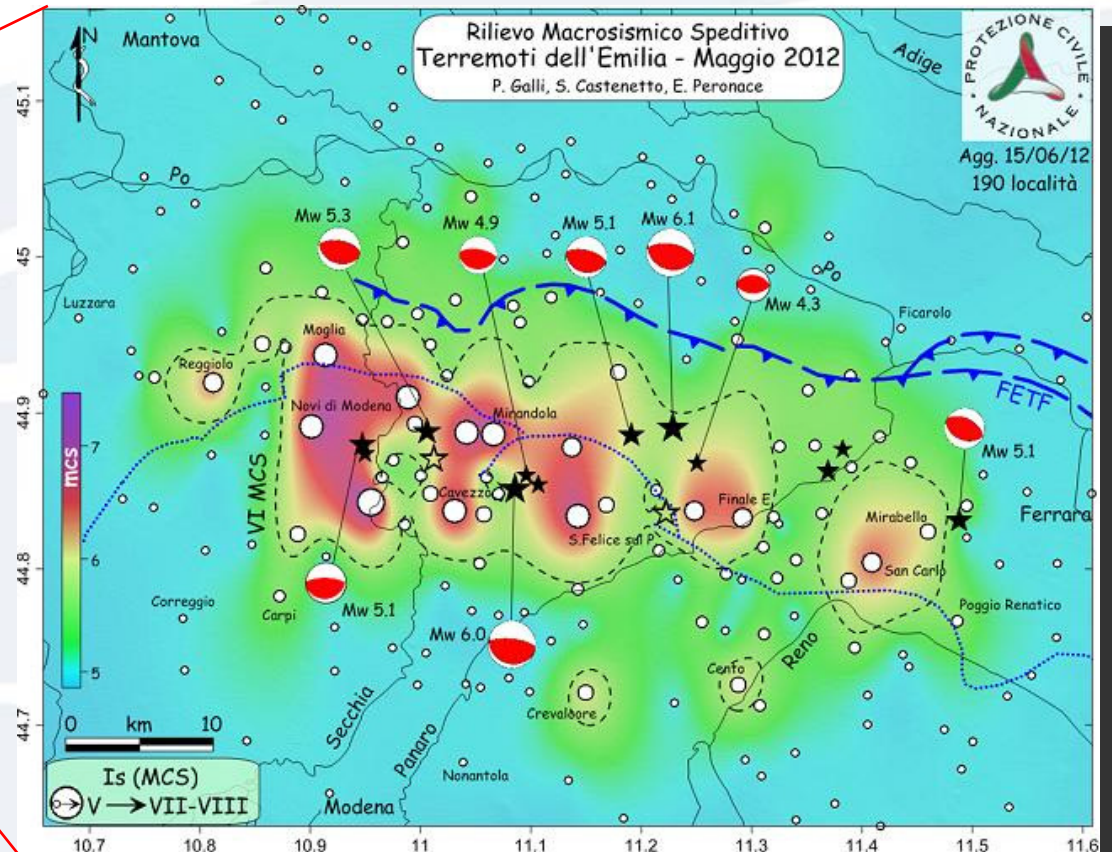 Rilievo Macrosismico Speditivo
Terremoti dell'Emilia - Maggio 2012
P. Galli, S. Castenetto, E. Peronace
PROTEZIONE CIVILE
NAZIONALE
Agg. 15/06/12
190 località
N
Mantova
Adige
Po
Mw 5.3
Mw 4.9
Mw 5.1
Mw 6.1
Mw 4.3
Po
Luzzara
Ficarolo
Moglia
Reggiolo
FETF
Novi di Modena
Mirandola
Mw 5.1
VI MCS
Cavezzo
Finale E.
Mirabello
Ferrara
S.Felice sul P.
San Carlo
Correggio
Carpi
Mw 5.1
Poggio Renatico
Mw 6.0
Reno
Cento
Crevalcore
Secchia
Panaro
Nonantola
Modena
mcs
7
6
5
0 km 10
Is (MCS)
V → VII-VIII
45.1
45
44.9
44.8
44.7
10.7 10.8 10.9 11 11.1 11.2 11.3 11.4 11.5 11.6